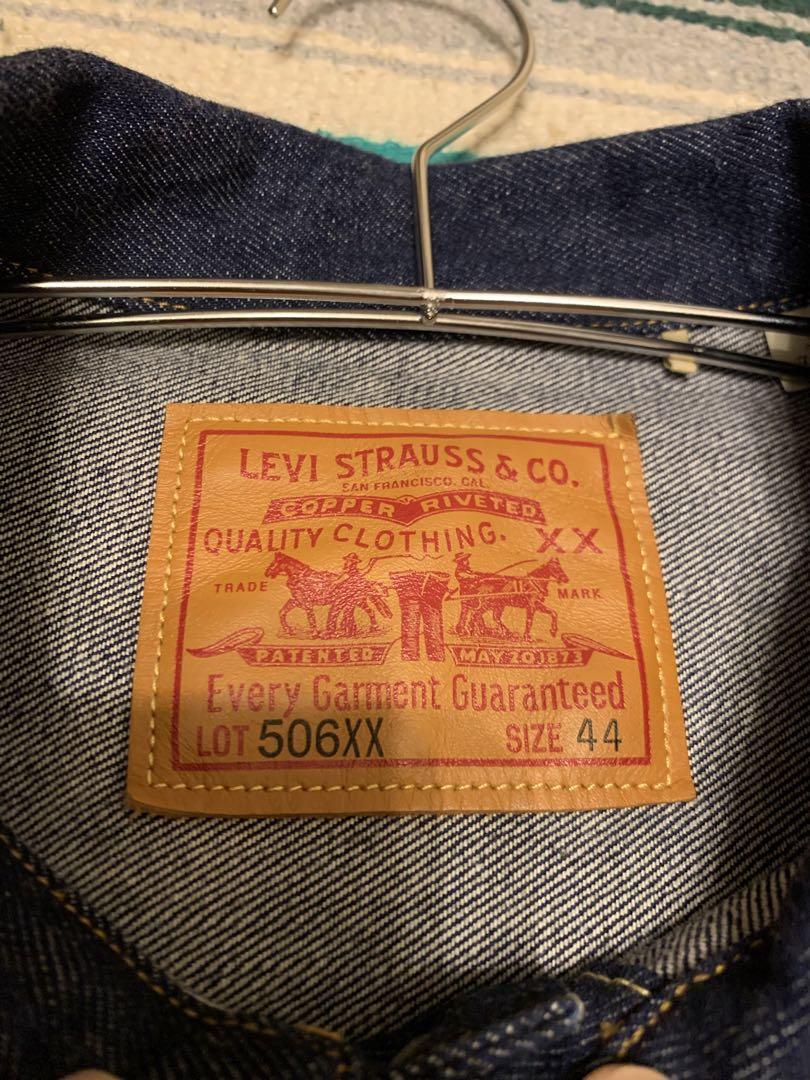 LEVI STRAUSS & CO.
SAN FRANCISCO. CAL.
COPPER RIVETED
QUALITY CLOTHING. XX
TRADE MARK
PATENTED MAY 20 1873
Every Garment Guaranteed
LOT 506XX SIZE 44